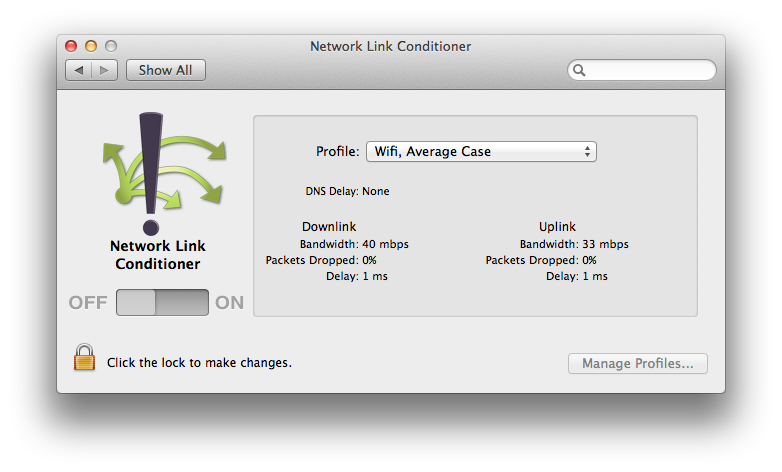 Network Link Conditioner
Show All
Profile: Wifi, Average Case
DNS Delay: None
Downlink Uplink
Bandwidth: 40 mbps Bandwidth: 33 mbps
Packets Dropped: 0% Packets Dropped: 0%
Delay: 1 ms Delay: 1 ms
Network Link
Conditioner
OFF ON
Click the lock to make changes.
Manage Profiles...